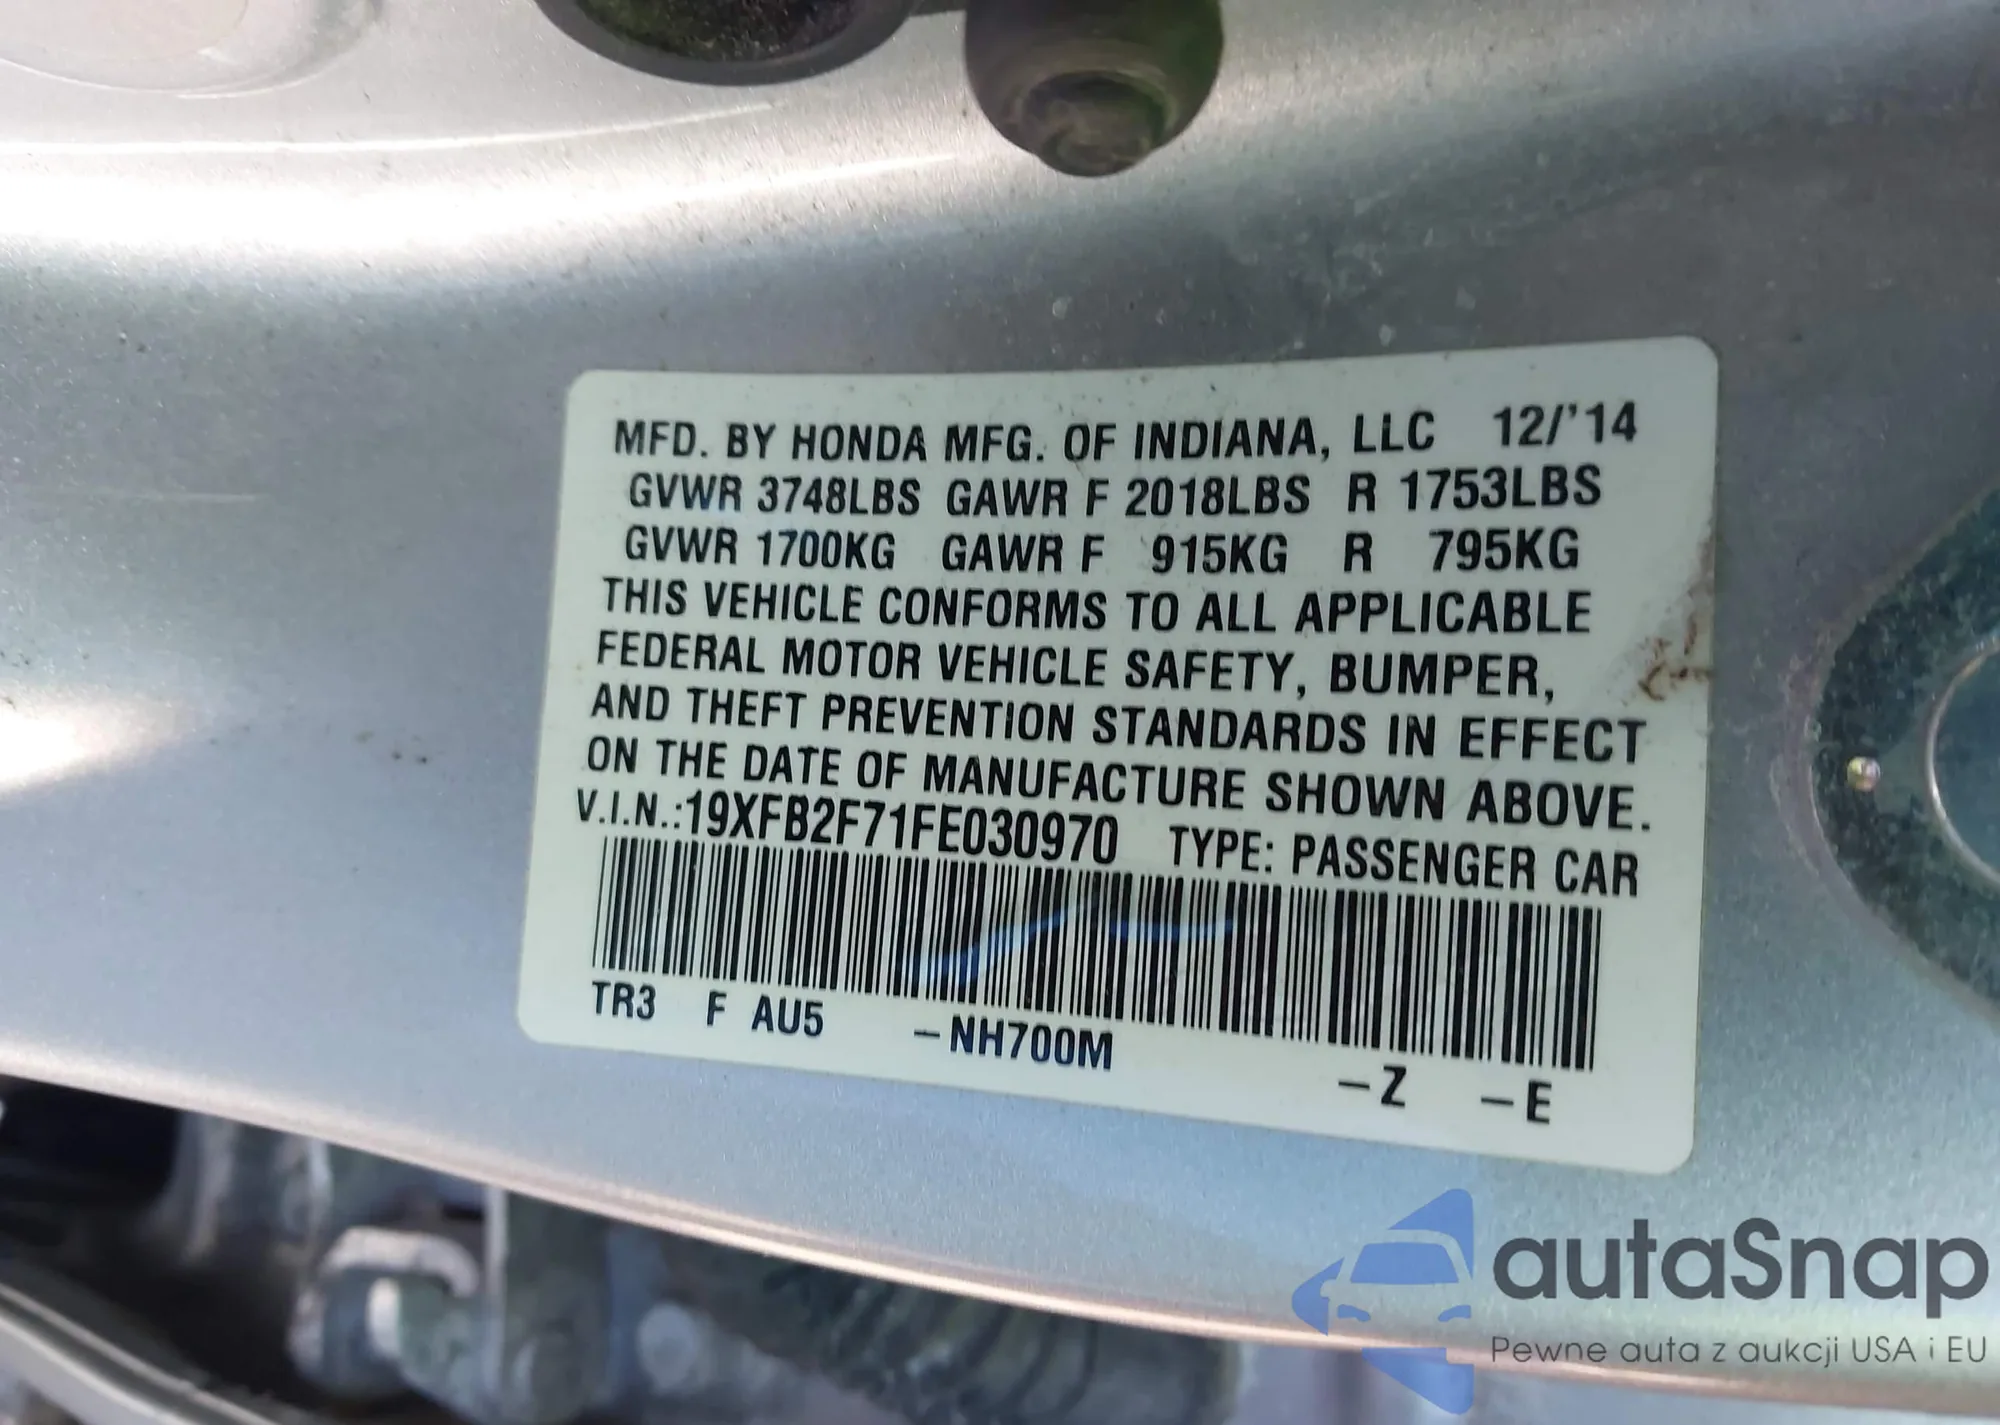 MFD. BY HONDA MFG. OF INDIANA, LLC 12/'14
GVWR 3748LBS GAWR F 2018LBS R 1753LBS
GVWR 1700KG GAWR F 915KG R 795KG
THIS VEHICLE CONFORMS TO ALL APPLICABLE
FEDERAL MOTOR VEHICLE SAFETY, BUMPER,
AND THEFT PREVENTION STANDARDS IN EFFECT
ON THE DATE OF MANUFACTURE SHOWN ABOVE.
V.I.N.:19XFB2F71FE030970 TYPE: PASSENGER CAR
TR3 F AU5 –NH700M –Z –E
autaSnap
Pewne auta z aukcji USA i EU